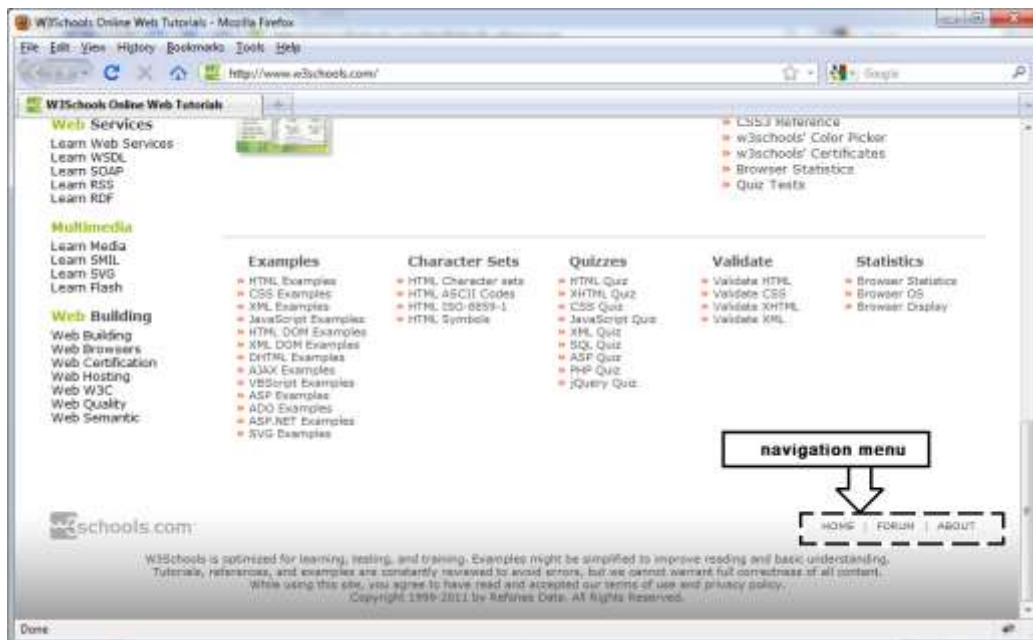 W3Schools Online Web Tutorials - Mozilla Firefox
File Edit View History Bookmarks Tools Help
http://www.w3schools.com/
Google
W3Schools Online Web Tutorials
Web Services
Learn Web Services
Learn WSDL
Learn SOAP
Learn RSS
Learn RDF
Multimedia
Learn Media
Learn SMIL
Learn SVG
Learn Flash
Web Building
Web Building
Web Browsers
Web Certification
Web Hosting
Web W3C
Web Quality
Web Semantic
» CSS3 Reference
» w3schools' Color Picker
» w3schools' Certificates
» Browser Statistics
» Quiz Tests
Examples
» HTML Examples
» CSS Examples
» XML Examples
» JavaScript Examples
» HTML DOM Examples
» XML DOM Examples
» DHTML Examples
» AJAX Examples
» VBScript Examples
» ASP Examples
» ADO Examples
» ASP.NET Examples
» SVG Examples
Character Sets
» HTML Character sets
» HTML ASCII Codes
» HTML ISO-8859-1
» HTML Symbols
Quizzes
» HTML Quiz
» XHTML Quiz
» CSS Quiz
» JavaScript Quiz
» XML Quiz
» SQL Quiz
» ASP Quiz
» PHP Quiz
» jQuery Quiz
Validate
» Validate HTML
» Validate CSS
» Validate XHTML
» Validate XML
Statistics
» Browser Statistics
» Browser OS
» Browser Display
navigation menu
w3schools.com
HOME | FORUM | ABOUT
W3Schools is optimized for learning, testing, and training. Examples might be simplified to improve reading and basic understanding.
Tutorials, references, and examples are constantly reviewed to avoid errors, but we cannot warrant full correctness of all content.
While using this site, you agree to have read and accepted our terms of use and privacy policy.
Copyright 1999-2011 by Refsnes Data. All Rights Reserved.
Done